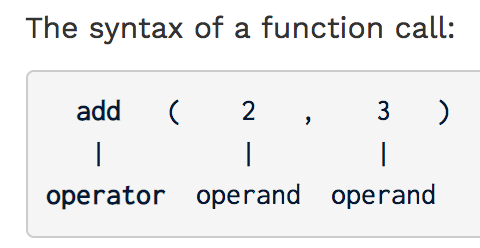 The syntax of a function call:
add ( 2 , 3 )
| | |
operator operand operand